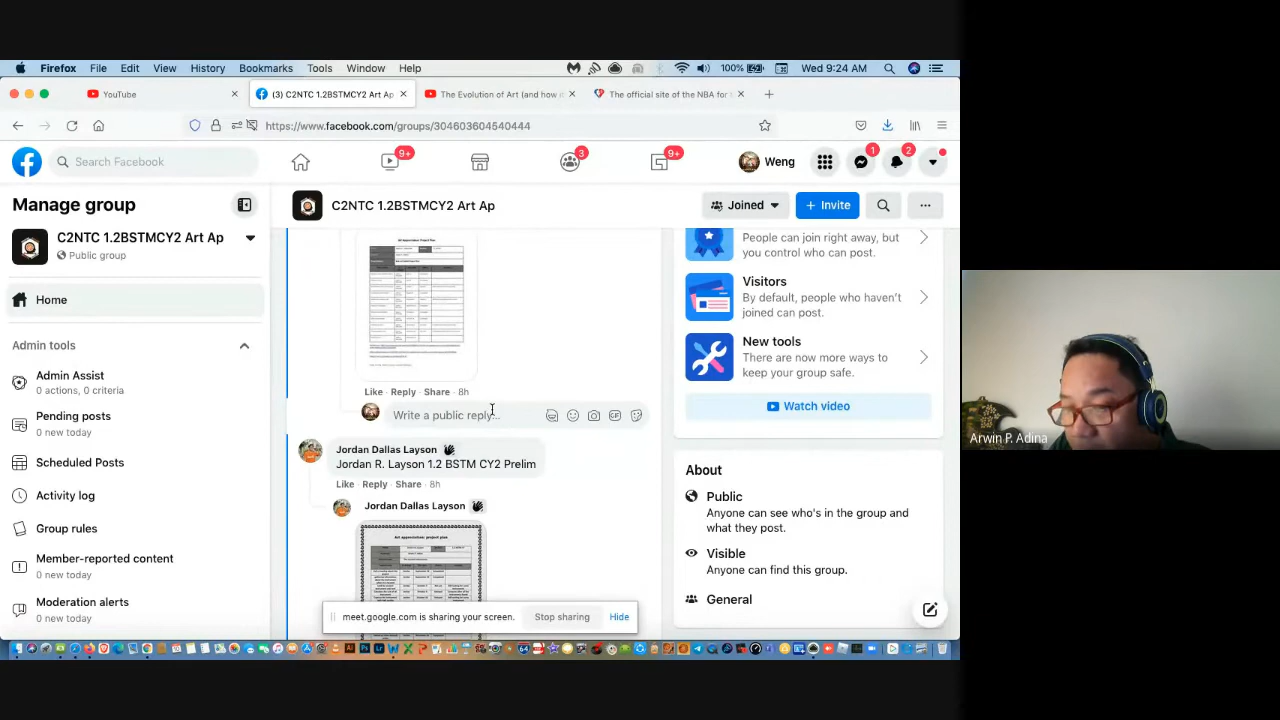 Firefox File Edit View History Bookmarks Tools Window Help
100% Wed 9:24 AM
YouTube
(3) C2NTC 1.2BSTMCY2 Art Ap
The Evolution of Art (and how it
The official site of the NBA for
https://www.facebook.com/groups/304603604540444
Search Facebook
9+
3
9+
Weng
1
2
Manage group
C2NTC 1.2BSTMCY2 Art Ap
Public group
Home
Admin tools
Admin Assist
0 actions, 0 criteria
Pending posts
0 new today
Scheduled Posts
Activity log
Group rules
Member-reported content
0 new today
Moderation alerts
0 new today
C2NTC 1.2BSTMCY2 Art Ap
Joined
+ Invite
Like · Reply · Share · 8h
Write a public reply...
GIF
Jordan Dallas Layson
Jordan R. Layson 1.2 BSTM CY2 Prelim
Like · Reply · Share · 8h
Jordan Dallas Layson
Art appreciation: project plan
meet.google.com is sharing your screen.
Stop sharing
Hide
People can join right away, but
you control who can post.
Visitors
By default, people who haven't
joined can post.
New tools
There are now more ways to
keep your group safe.
Watch video
About
Public
Anyone can see who's in the group and
what they post.
Visible
Anyone can find this group.
General
Arwin P. Adina